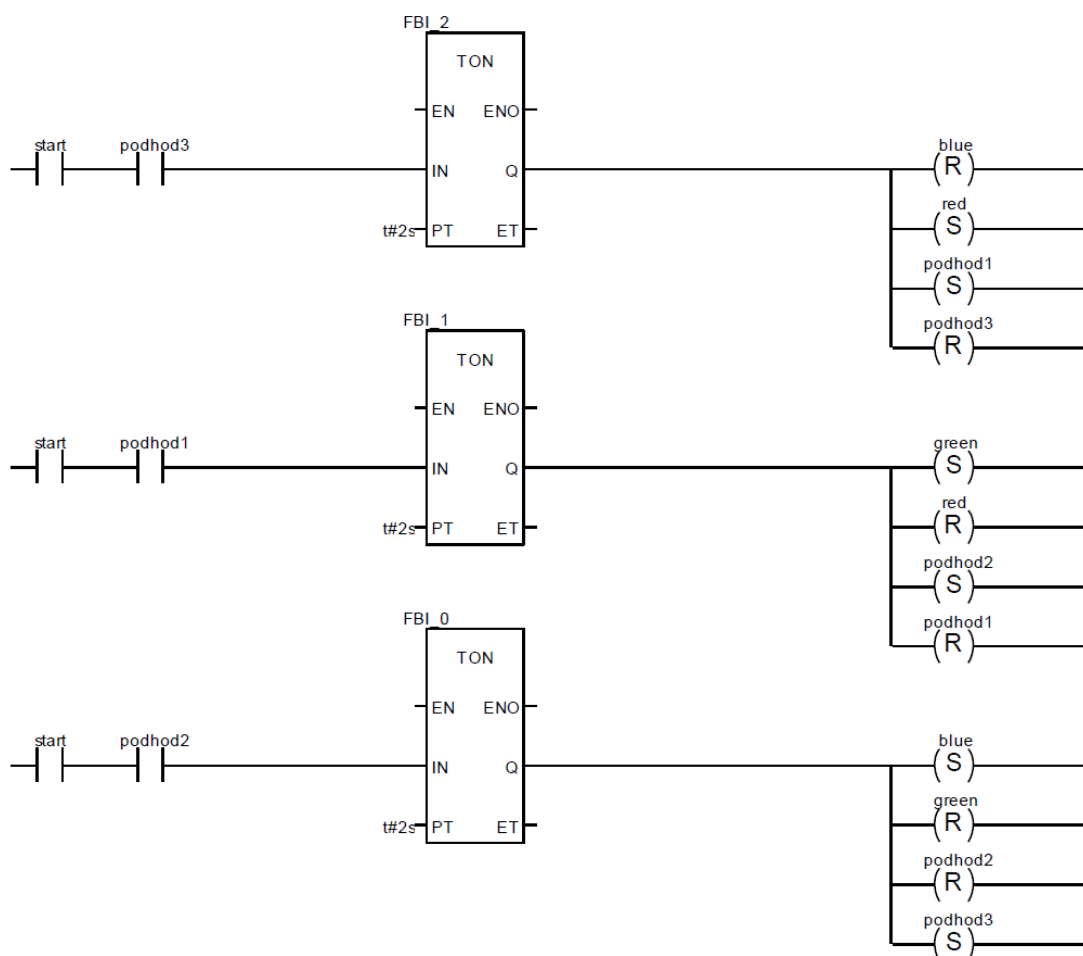 FBI_2
TON
EN ENO
start podhod3 blue
IN Q (R)
red
t#2s PT ET (S)
podhod1
(S)
FBI_1 podhod3
(R)
TON
EN ENO
start podhod1 green
IN Q (S)
red
t#2s PT ET (R)
podhod2
(S)
FBI_0 podhod1
(R)
TON
EN ENO
start podhod2 blue
IN Q (S)
green
t#2s PT ET (R)
podhod2
(R)
podhod3
(S)